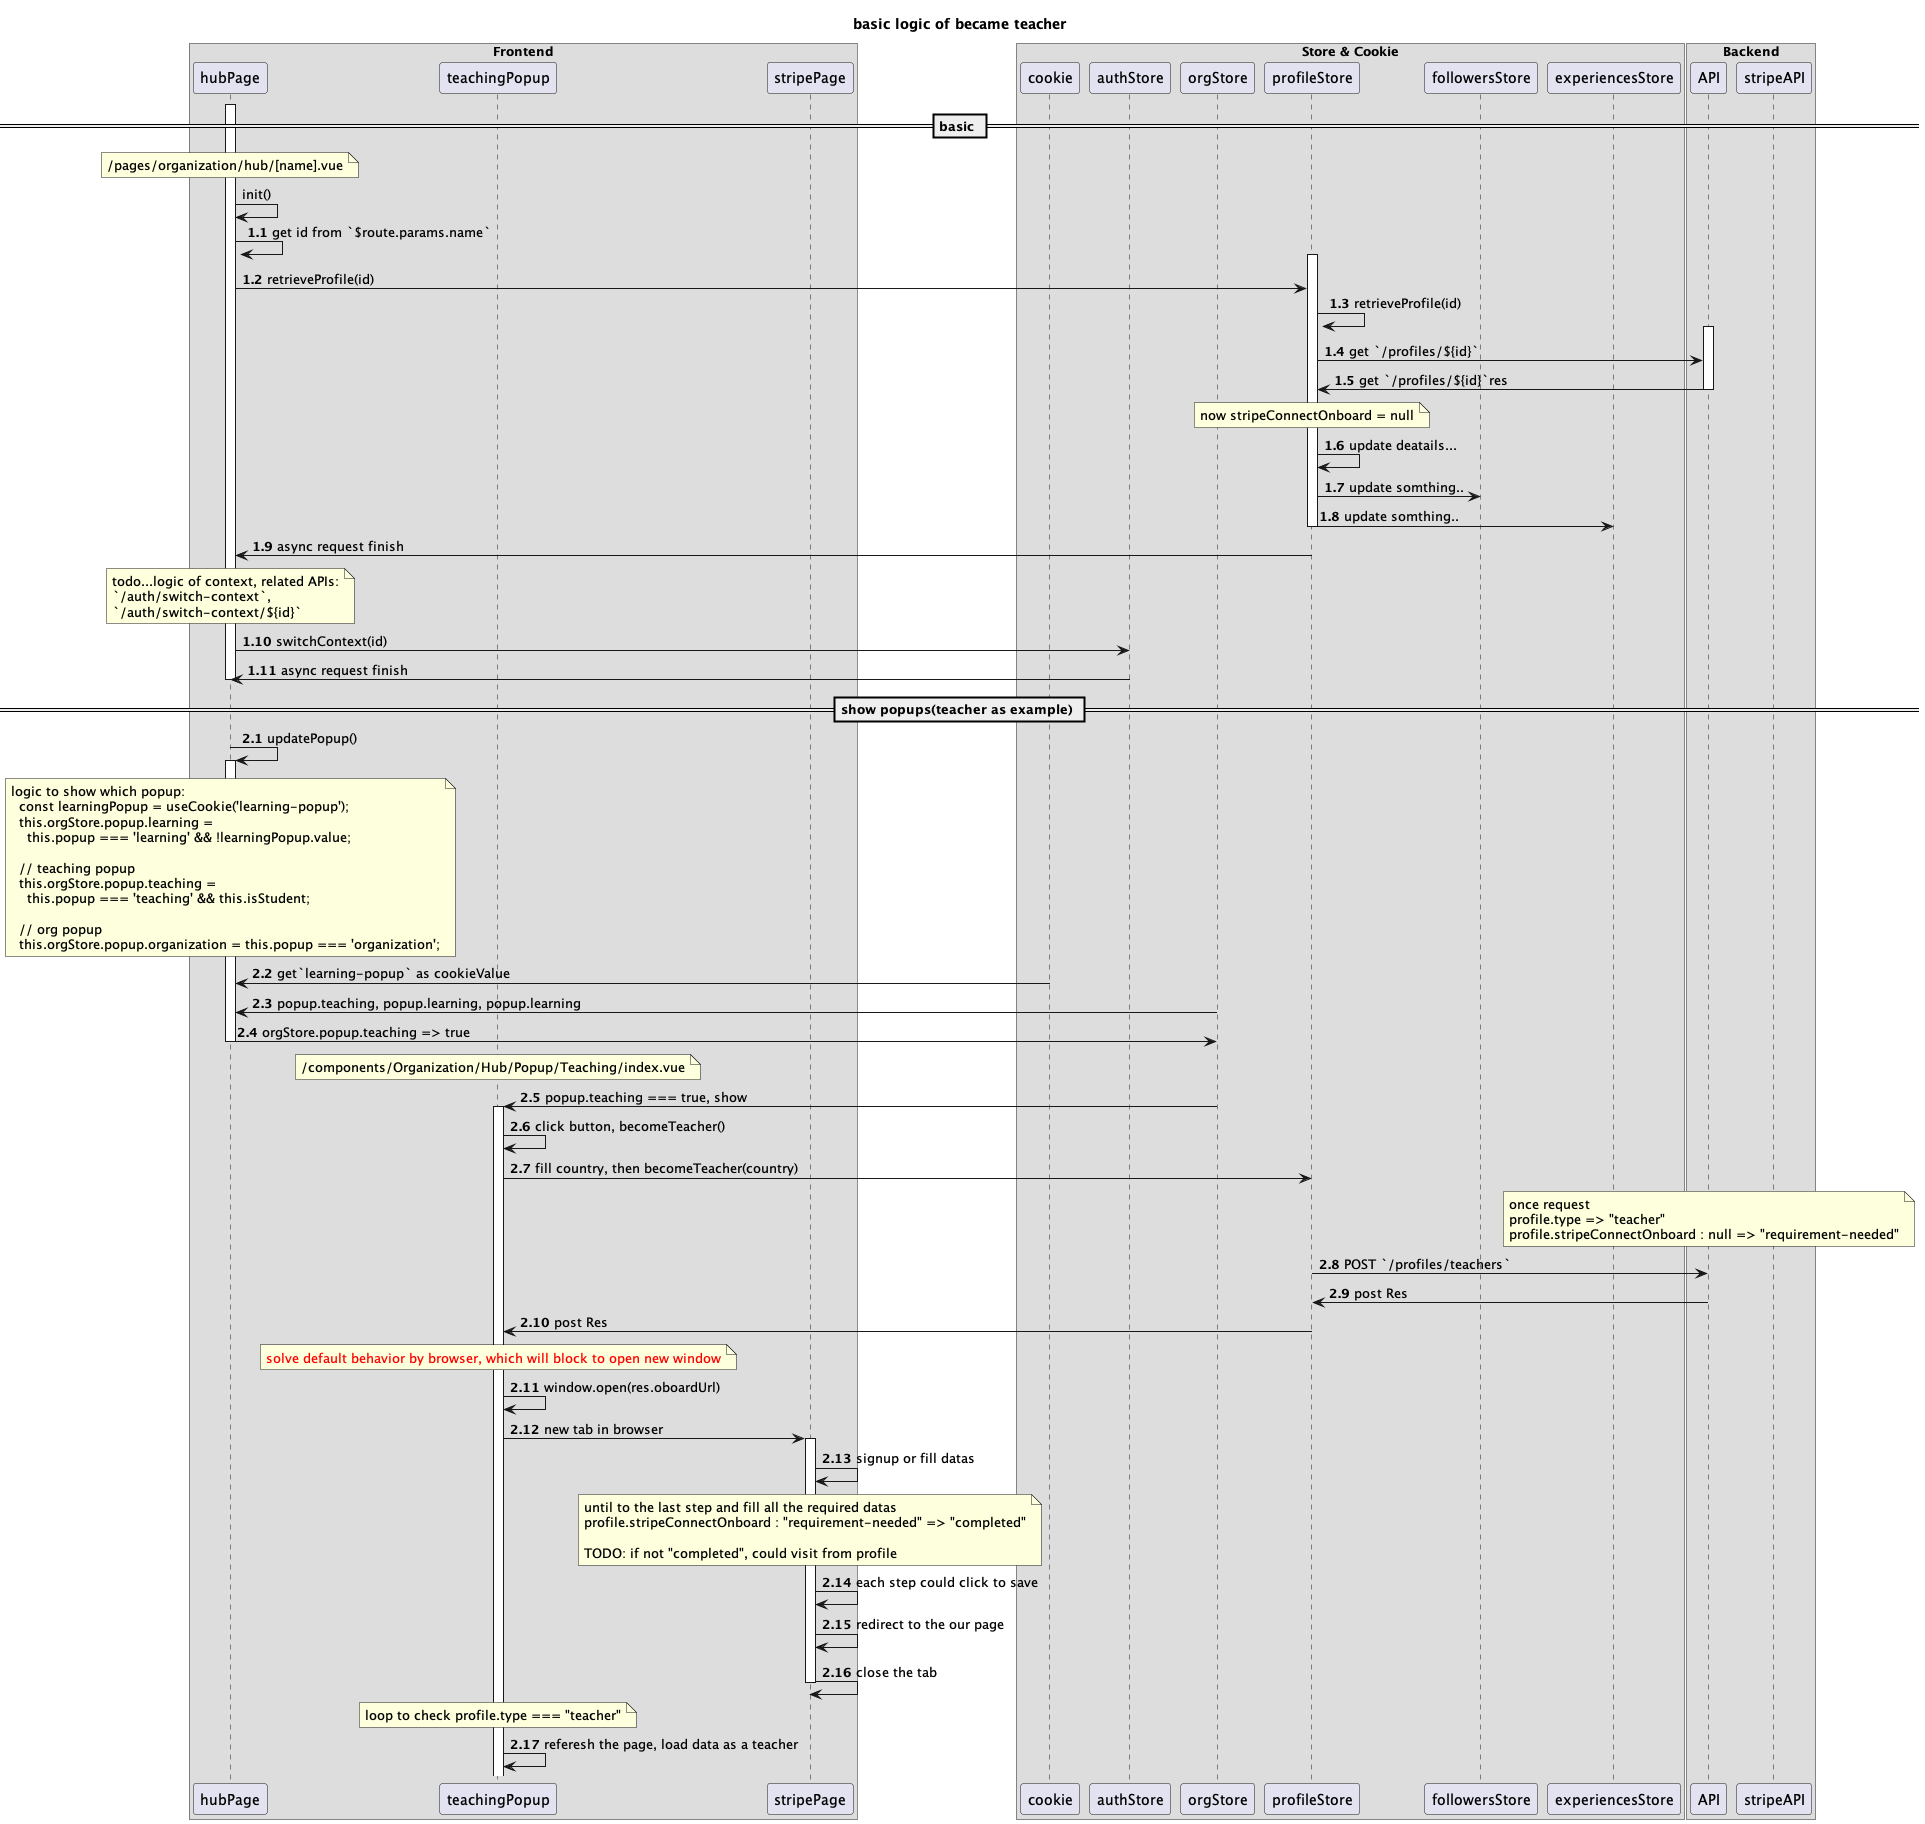 basic logic of became teacher
Frontend
Store & Cookie
Backend
hubPage
teachingPopup
stripePage
cookie
authStore
orgStore
profileStore
followersStore
experiencesStore
API
stripeAPI
basic
/pages/organization/hub/[name].vue
init()
1.1 get id from `$route.params.name`
1.2 retrieveProfile(id)
1.3 retrieveProfile(id)
1.4 get `/profiles/${id}`
1.5 get `/profiles/${id}`res
now stripeConnectOnboard = null
1.6 update deatails...
1.7 update somthing..
1.8 update somthing..
1.9 async request finish
todo...logic of context, related APIs:
`/auth/switch-context`,
`/auth/switch-context/${id}`
1.10 switchContext(id)
1.11 async request finish
show popups(teacher as example)
2.1 updatePopup()
logic to show which popup:
const learningPopup = useCookie('learning-popup');
this.orgStore.popup.learning =
this.popup === 'learning' && !learningPopup.value;
// teaching popup
this.orgStore.popup.teaching =
this.popup === 'teaching' && this.isStudent;
// org popup
this.orgStore.popup.organization = this.popup === 'organization';
2.2 get`learning-popup` as cookieValue
2.3 popup.teaching, popup.learning, popup.learning
2.4 orgStore.popup.teaching => true
/components/Organization/Hub/Popup/Teaching/index.vue
2.5 popup.teaching === true, show
2.6 click button, becomeTeacher()
2.7 fill country, then becomeTeacher(country)
once request
profile.type => "teacher"
profile.stripeConnectOnboard : null => "requirement-needed"
2.8 POST `/profiles/teachers`
2.9 post Res
2.10 post Res
solve default behavior by browser, which will block to open new window
2.11 window.open(res.oboardUrl)
2.12 new tab in browser
2.13 signup or fill datas
until to the last step and fill all the required datas
profile.stripeConnectOnboard : "requirement-needed" => "completed"
TODO: if not "completed", could visit from profile
2.14 each step could click to save
2.15 redirect to the our page
2.16 close the tab
loop to check profile.type === "teacher"
2.17 referesh the page, load data as a teacher
hubPage
teachingPopup
stripePage
cookie
authStore
orgStore
profileStore
followersStore
experiencesStore
API
stripeAPI